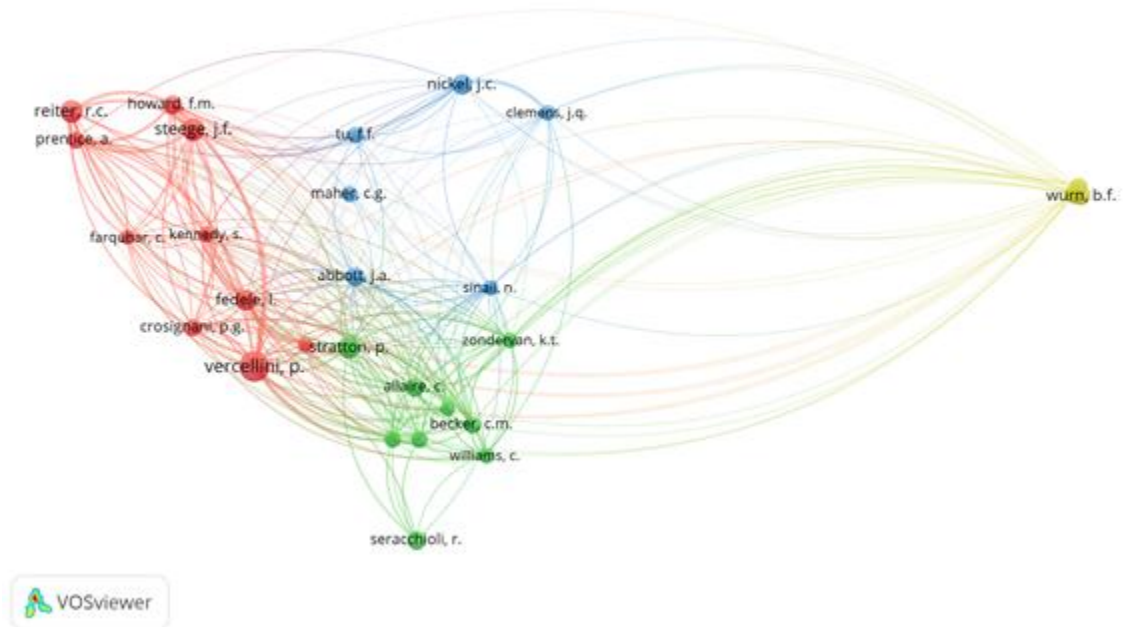 nickel, j.c.
howard, f.m.
reiter, r.c.
clemens, j.q.
steege, j.f.
tu, f.f.
prentice, a.
maher, c.g.
wurn, b.f.
farquhar, c.
kennedy, s.
abbott, j.a.
sinaii, n.
fedele, l.
crosignani, p.g.
zondervan, k.t.
stratton, p.
vercellini, p.
allaire, c.
becker, c.m.
williams, c.
seracchioli, r.
VOSviewer